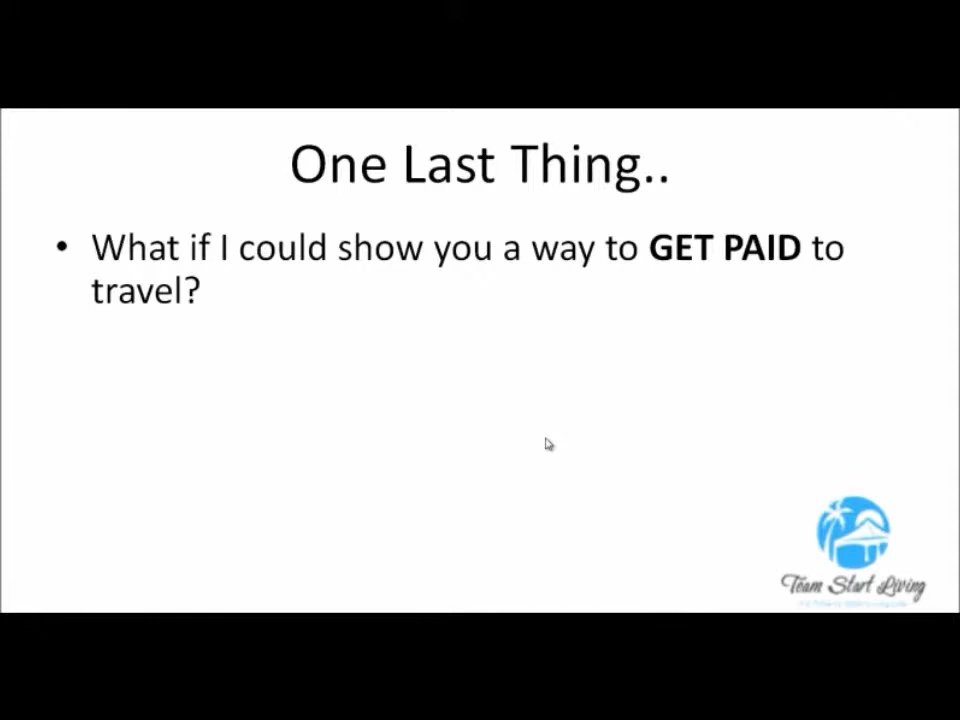 One Last Thing..
• What if I could show you a way to GET PAID to
travel?
Team Start Living